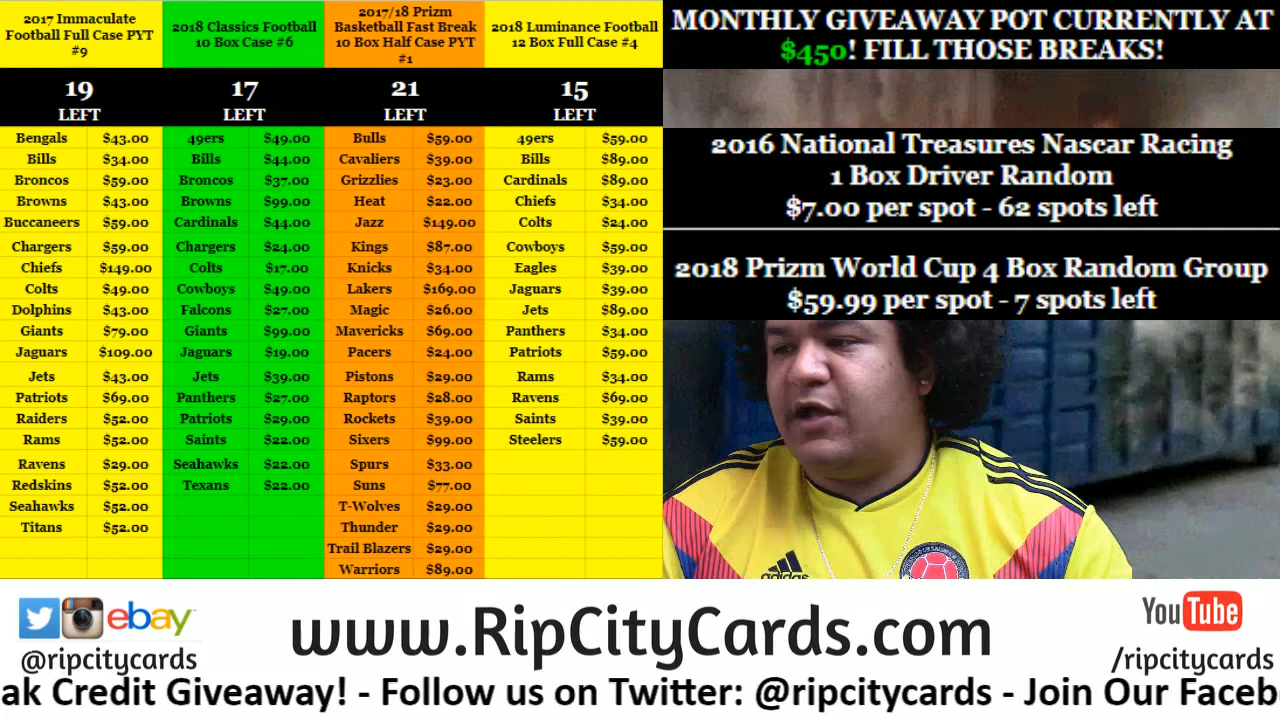 2017 Immaculate
Football Full Case PYT
#9
19
LEFT
Bengals $43.00
Bills $34.00
Broncos $59.00
Browns $43.00
Buccaneers $59.00
Chargers $59.00
Chiefs $149.00
Colts $49.00
Dolphins $43.00
Giants $79.00
Jaguars $109.00
Jets $43.00
Patriots $69.00
Raiders $52.00
Rams $52.00
Ravens $29.00
Redskins $52.00
Seahawks $52.00
Titans $52.00
2018 Classics Football
10 Box Case #6
17
LEFT
49ers $49.00
Bills $44.00
Broncos $37.00
Browns $99.00
Cardinals $44.00
Chargers $24.00
Colts $17.00
Cowboys $49.00
Falcons $27.00
Giants $99.00
Jaguars $19.00
Jets $39.00
Panthers $27.00
Patriots $29.00
Saints $22.00
Seahawks $22.00
Texans $22.00
2017/18 Prizm
Basketball Fast Break
10 Box Half Case PYT
#1
21
LEFT
Bulls $59.00
Cavaliers $39.00
Grizzlies $23.00
Heat $22.00
Jazz $149.00
Kings $87.00
Knicks $34.00
Lakers $169.00
Magic $26.00
Mavericks $69.00
Pacers $24.00
Pistons $29.00
Raptors $28.00
Rockets $39.00
Sixers $99.00
Spurs $33.00
Suns $77.00
T-Wolves $29.00
Thunder $29.00
Trail Blazers $29.00
Warriors $89.00
2018 Luminance Football
12 Box Full Case #4
15
LEFT
49ers $59.00
Bills $89.00
Cardinals $89.00
Chiefs $34.00
Colts $24.00
Cowboys $59.00
Eagles $39.00
Jaguars $39.00
Jets $89.00
Panthers $34.00
Patriots $59.00
Rams $34.00
Ravens $69.00
Saints $39.00
Steelers $59.00
MONTHLY GIVEAWAY POT CURRENTLY AT
$450! FILL THOSE BREAKS!
2016 National Treasures Nascar Racing
1 Box Driver Random
$7.00 per spot - 62 spots left
2018 Prizm World Cup 4 Box Random Group
$59.99 per spot - 7 spots left
adidas
ebay
@ripcitycards
www.RipCityCards.com
YouTube
/ripcitycards
ak Credit Giveaway! - Follow us on Twitter: @ripcitycards - Join Our Faceb